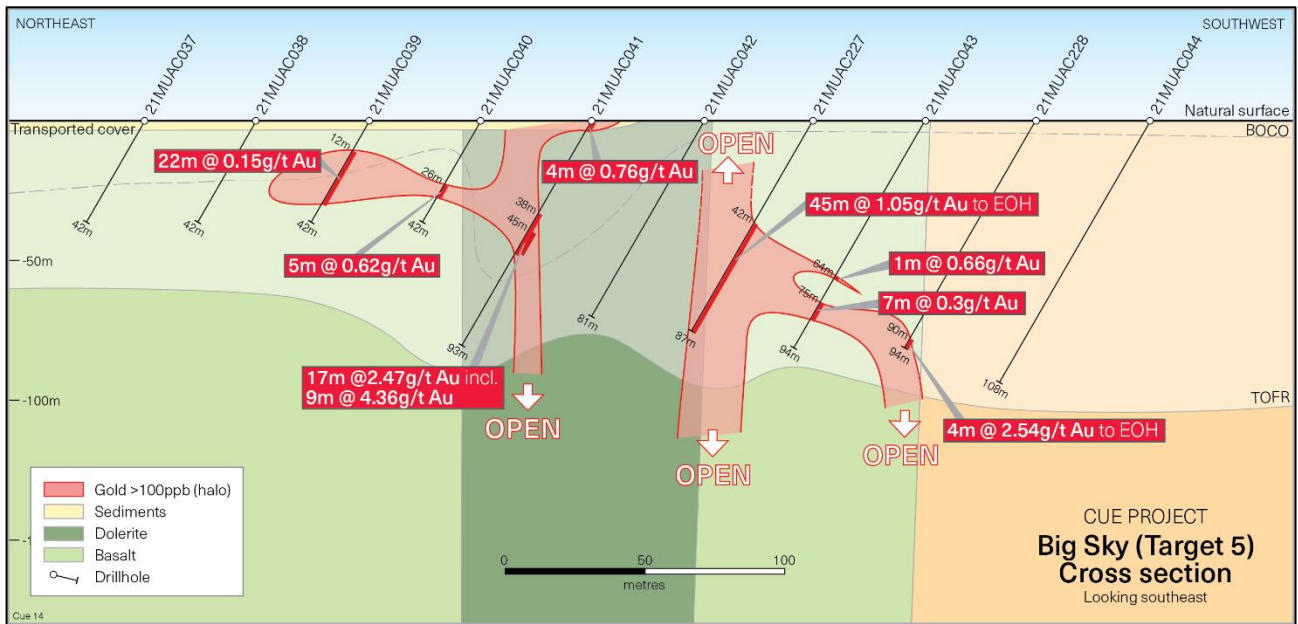 NORTHEAST
SOUTHWEST
21MUAC037
21MUAC038
21MUAC039
21MUAC040
21MUAC041
21MUAC042
21MUAC227
21MUAC043
21MUAC228
21MUAC044
Natural surface
Transported cover
BOCO
OPEN
12m
22m @ 0.15g/t Au
26m
4m @ 0.76g/t Au
38m
45m
42m
42m
42m
42m
42m
45m @ 1.05g/t Au to EOH
5m @ 0.62g/t Au
-50m
64m
1m @ 0.66g/t Au
75m
7m @ 0.3g/t Au
81m
87m
90m
93m
94m
94m
17m @2.47g/t Au incl.
9m @ 4.36g/t Au
108m
-100m
TOFR
OPEN
4m @ 2.54g/t Au to EOH
OPEN
OPEN
Gold >100ppb (halo)
Sediments
Dolerite
Basalt
Drillhole
0
50
100
metres
CUE PROJECT
Big Sky (Target 5)
Cross section
Looking southeast
Cue 14